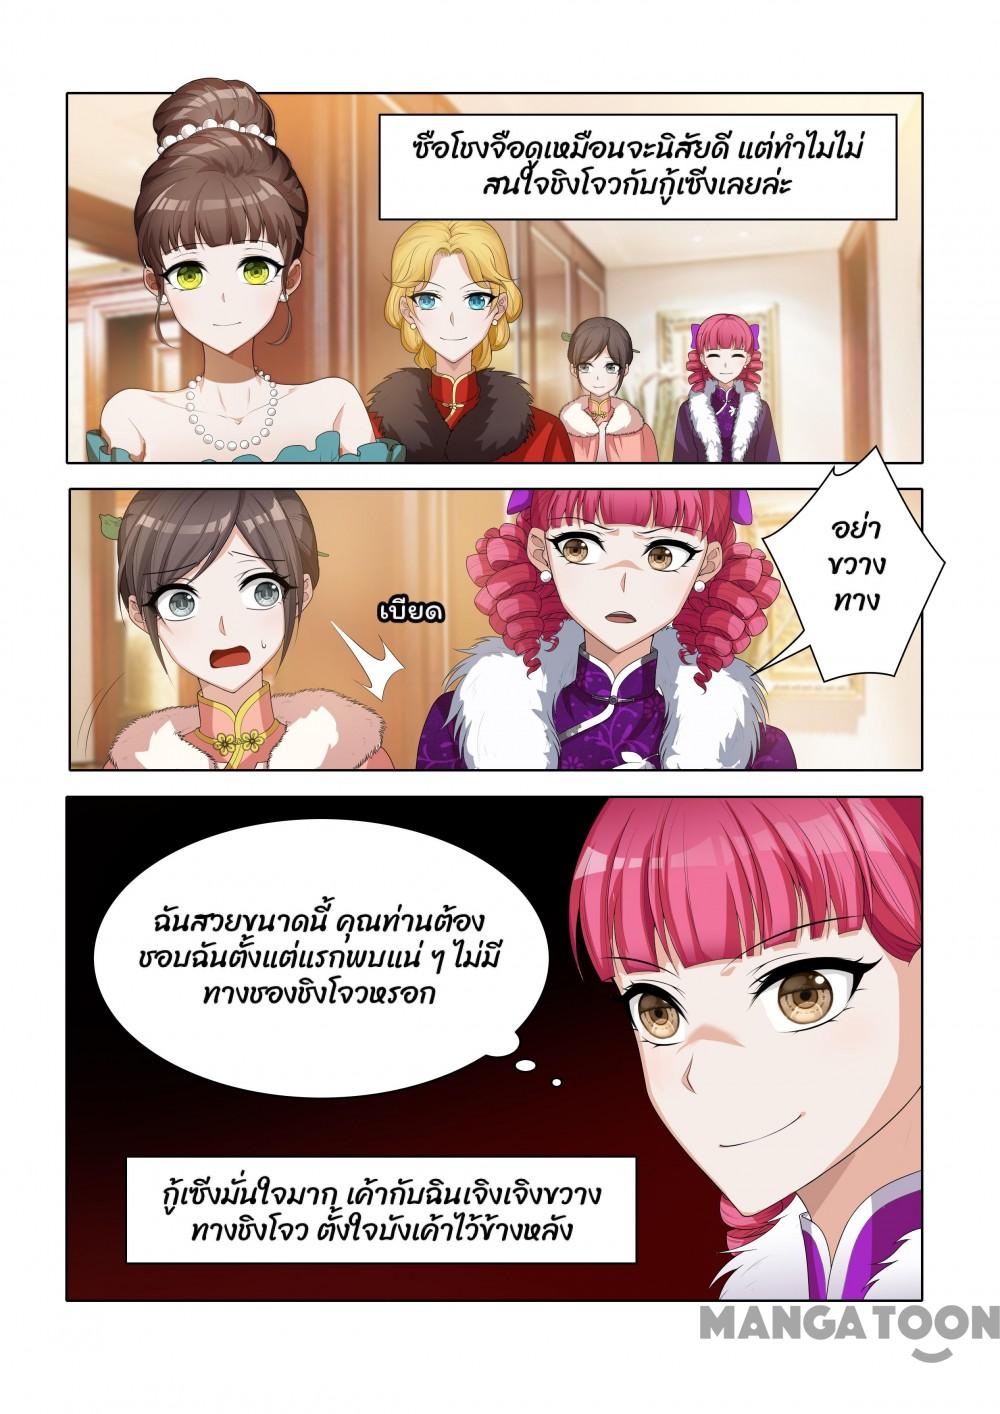 ซือโชงจือดูเหมือนจะนิสัยดี แต่ทำไมไม่
สนใจชิงโจวกับกู้เซิ่งเลยล่ะ
อย่า
ขวาง
ทาง
เบียด
ฉันสวยขนาดนี้ คุณท่านต้อง
ชอบฉันตั้งแต่แรกพบแน่ ๆ ไม่มี
ทางชองชิงโจวหรอก
กู้เซิ่งมั่นใจมาก เค้ากับฉินเจิงเจิงขวาง
ทางชิงโจว ตั้งใจบังเค้าไว้ข้างหลัง
MANGATOON